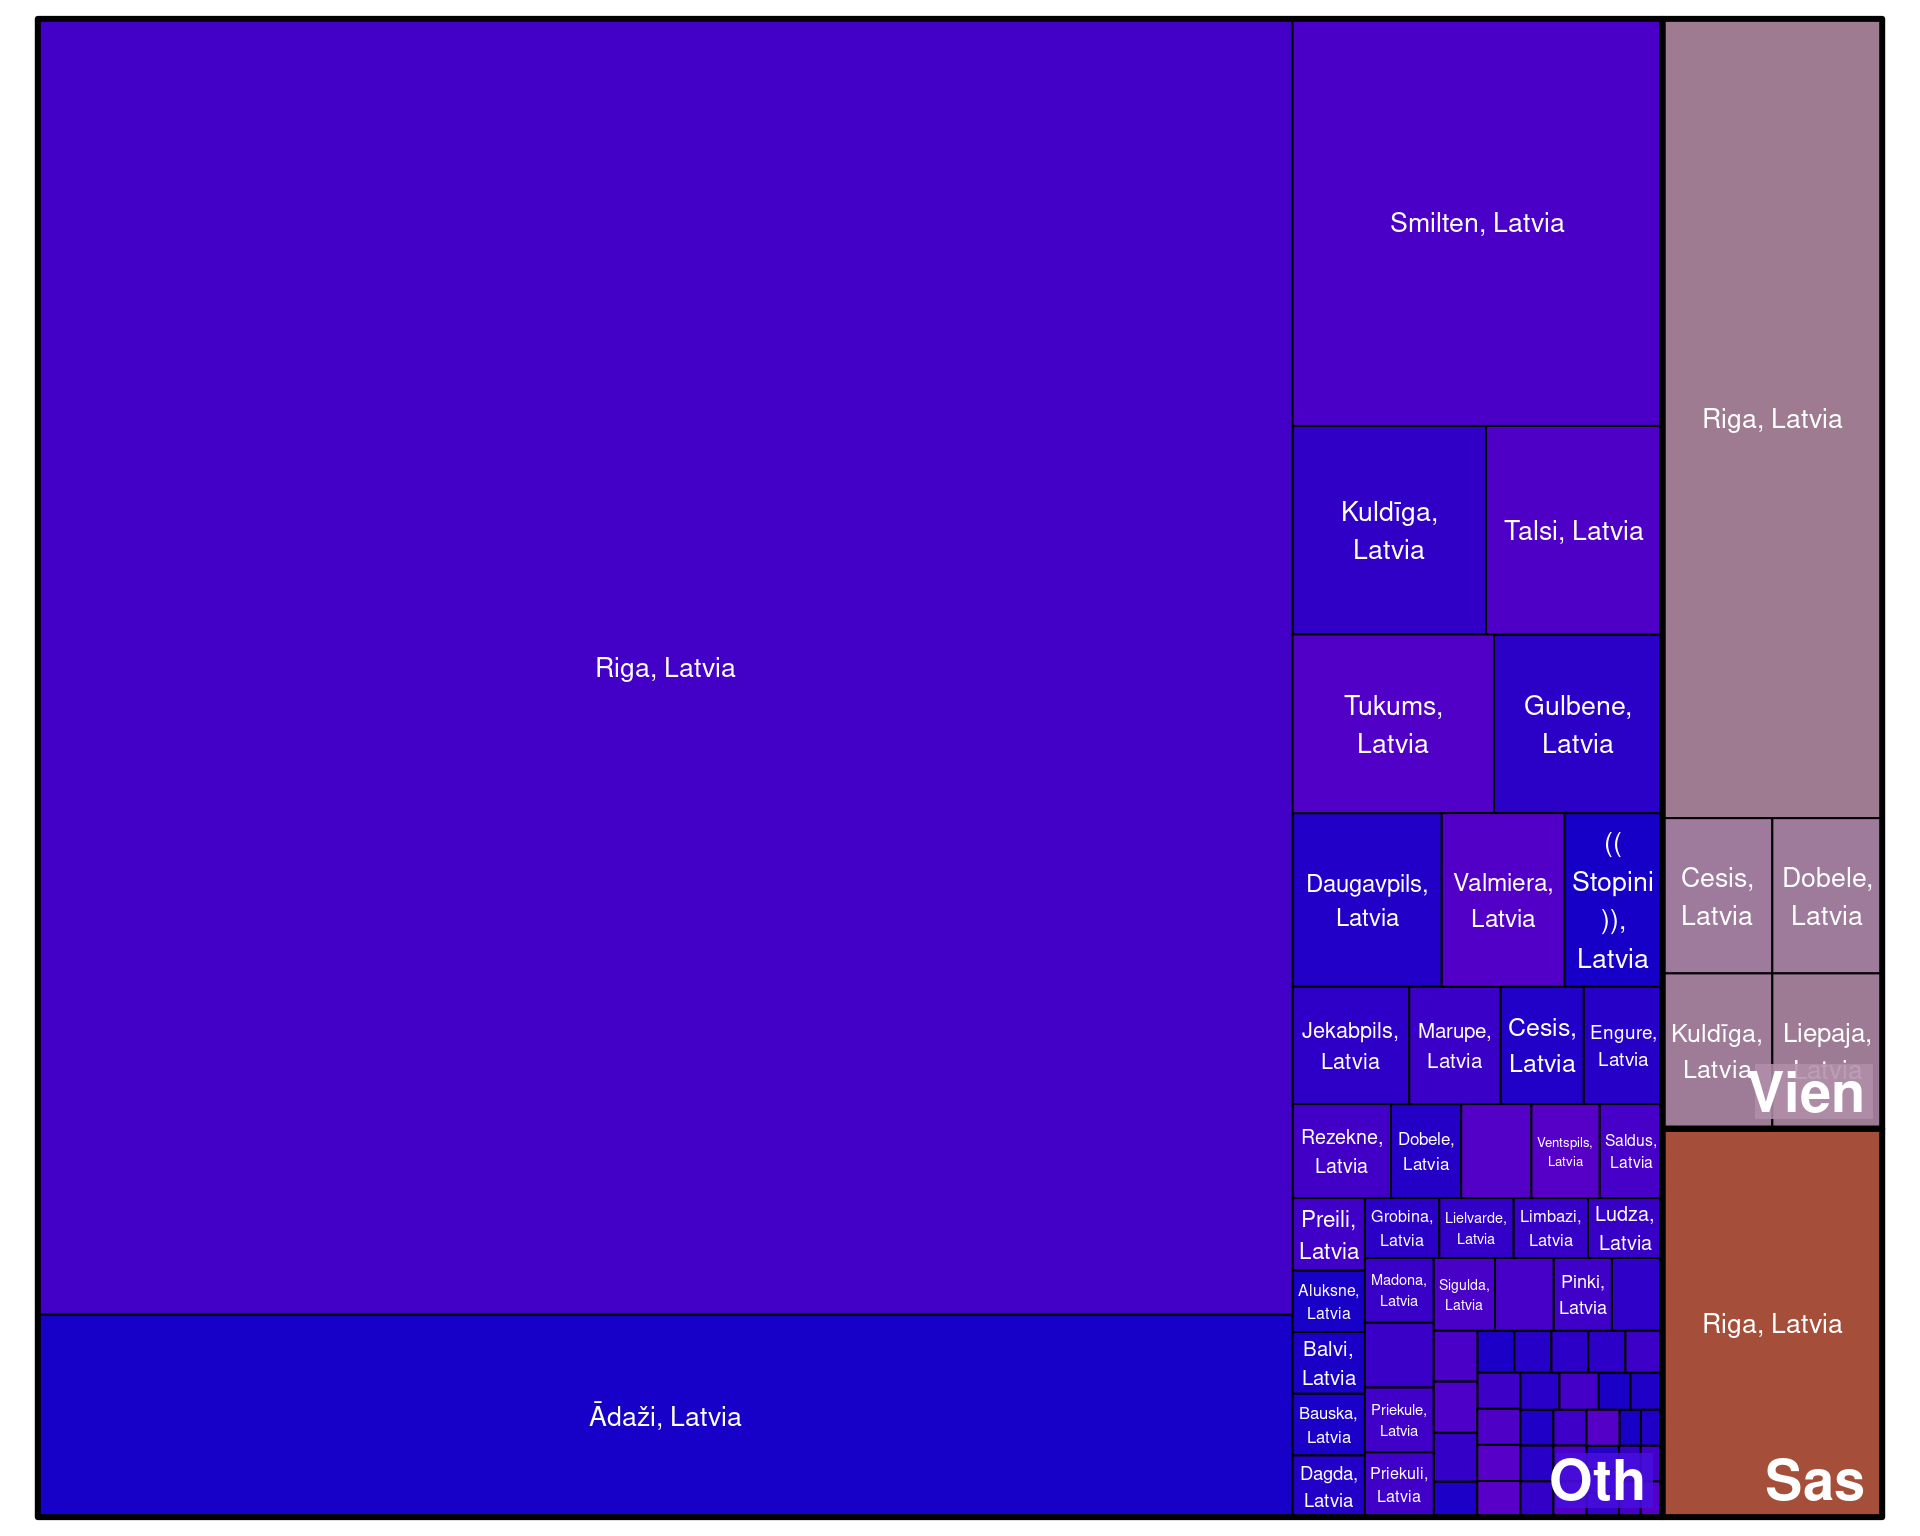 Riga, Latvia
Ādaži, Latvia
Smilten, Latvia
Kuldīga,
Latvia
Talsi, Latvia
Tukums,
Latvia
Gulbene,
Latvia
Daugavpils,
Latvia
Valmiera,
Latvia
((
Stopini
)),
Latvia
Jekabpils,
Latvia
Marupe,
Latvia
Cesis,
Latvia
Engure,
Latvia
Rezekne,
Latvia
Dobele,
Latvia
Ventspils,
Latvia
Saldus,
Latvia
Preili,
Latvia
Grobina,
Latvia
Lielvarde,
Latvia
Limbazi,
Latvia
Ludza,
Latvia
Aluksne,
Latvia
Madona,
Latvia
Sigulda,
Latvia
Pinki,
Latvia
Balvi,
Latvia
Bauska,
Latvia
Priekule,
Latvia
Dagda,
Latvia
Priekuli,
Latvia
Oth
Riga, Latvia
Cesis,
Latvia
Dobele,
Latvia
Kuldīga,
Latvia
Liepaja,
Latvia
Vien
Riga, Latvia
Sas